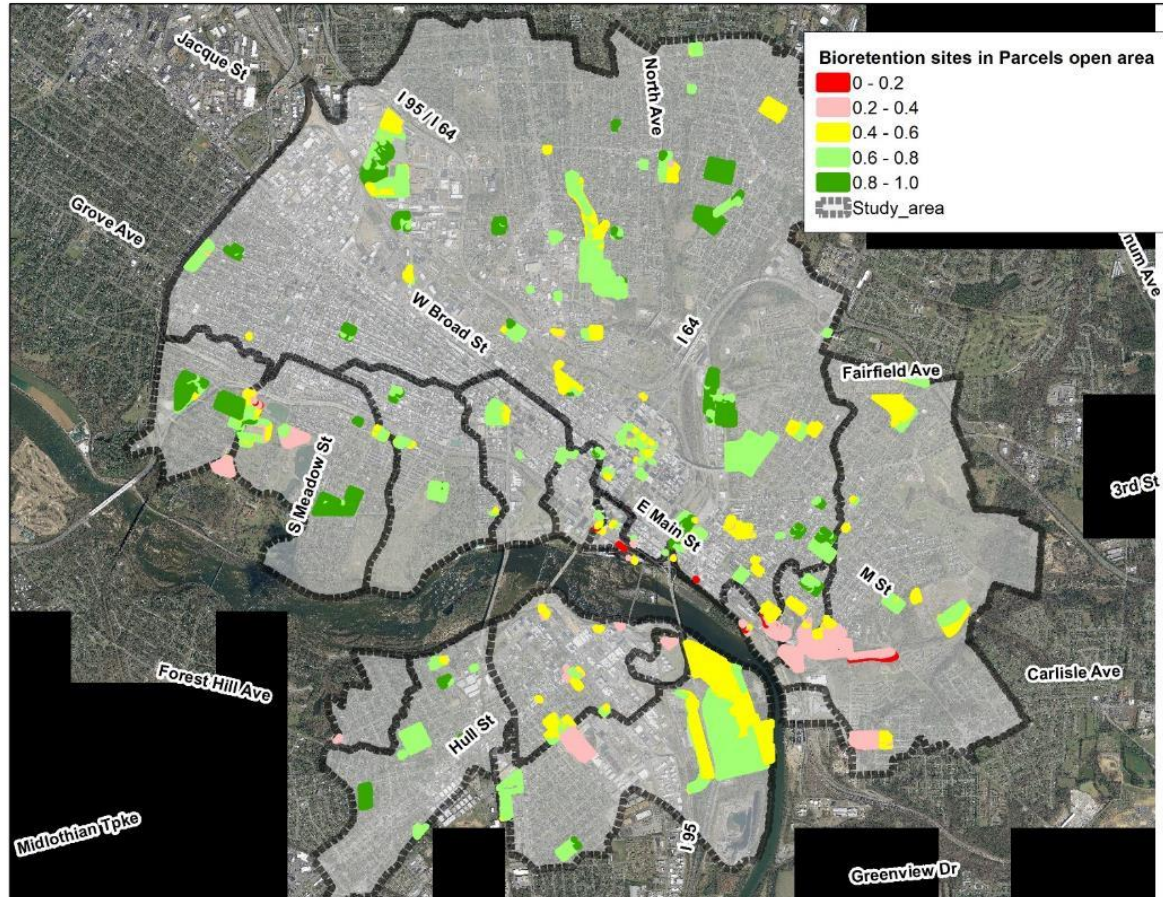 Bioretention sites in Parcels open area
0 - 0.2
0.2 - 0.4
0.4 - 0.6
0.6 - 0.8
0.8 - 1.0
Study_area
Jacque St
I 95 / I 64
North Ave
Grove Ave
num Ave
W Broad St
I 64
Fairfield Ave
S Meadow St
3rd St
E Main St
M St
Forest Hill Ave
Carlisle Ave
Hull St
Midlothian Tpke
I 95
Greenview Dr